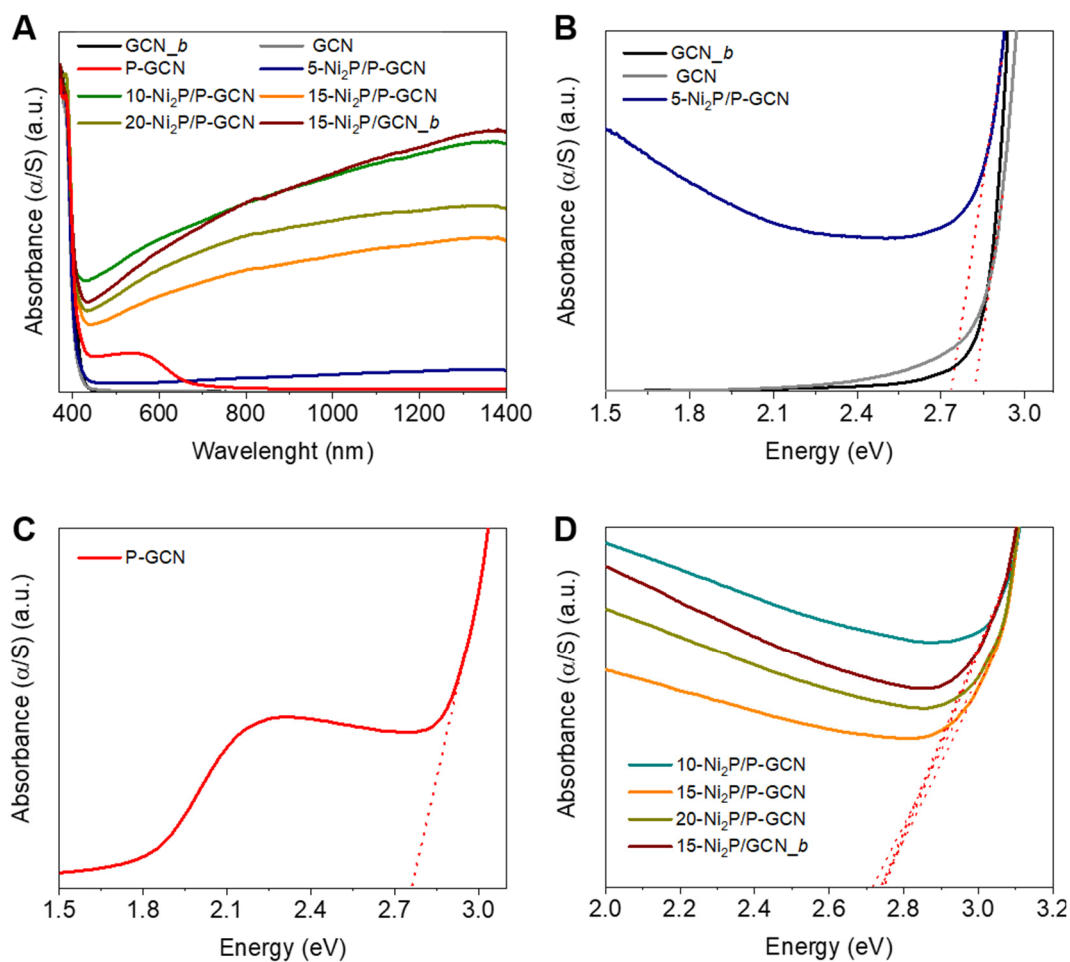 A
GCN_b GCN
P-GCN 5-Ni₂P/P-GCN
10-Ni₂P/P-GCN 15-Ni₂P/P-GCN
20-Ni₂P/P-GCN 15-Ni₂P/GCN_b
Absorbance (α/S) (a.u.)
400 600 800 1000 1200 1400
Wavelenght (nm)
B
GCN_b
GCN
5-Ni₂P/P-GCN
Absorbance (α/S) (a.u.)
1.5 1.8 2.1 2.4 2.7 3.0
Energy (eV)
C
P-GCN
Absorbance (α/S) (a.u.)
1.5 1.8 2.1 2.4 2.7 3.0
Energy (eV)
D
10-Ni₂P/P-GCN
15-Ni₂P/P-GCN
20-Ni₂P/P-GCN
15-Ni₂P/GCN_b
Absorbance (α/S) (a.u.)
2.0 2.2 2.4 2.6 2.8 3.0 3.2
Energy (eV)